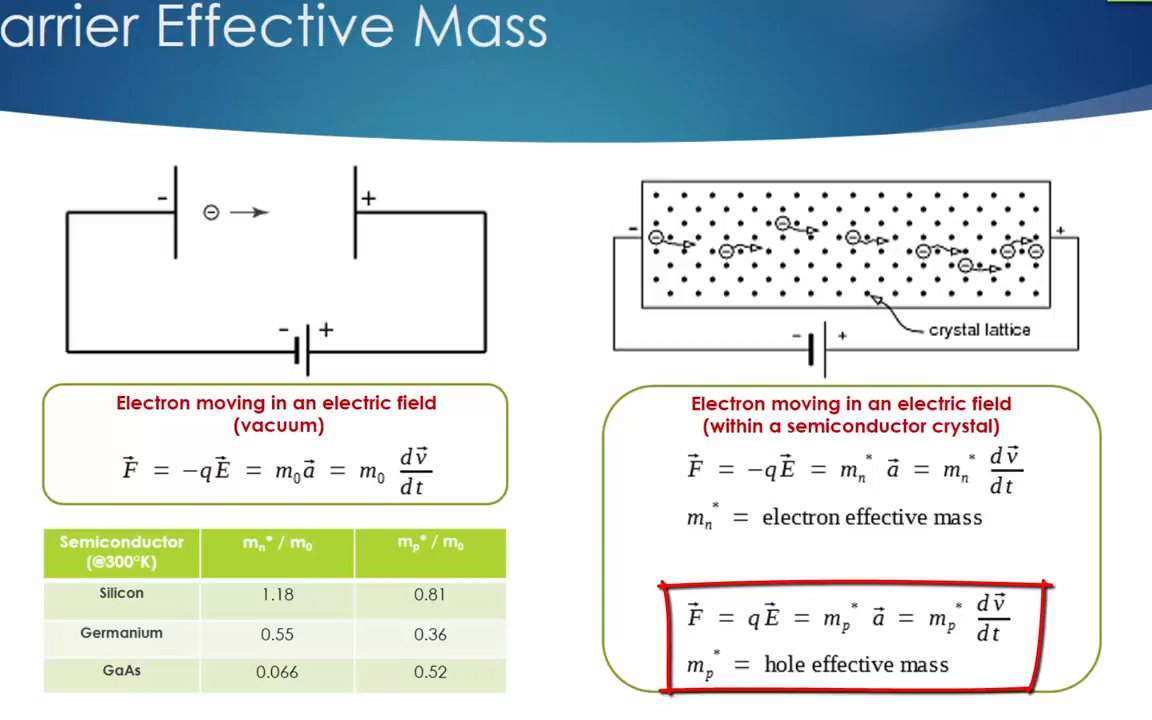 arrier Effective Mass
- ⊖ +
- +
- +
- +
crystal lattice
Electron moving in an electric field
(vacuum)
F⃗ = −qE⃗ = m₀a⃗ = m₀ dv⃗/dt
Semiconductor (@300°K) mₙ* / m₀ mₚ* / m₀
Silicon 1.18 0.81
Germanium 0.55 0.36
GaAs 0.066 0.52
Electron moving in an electric field
(within a semiconductor crystal)
F⃗ = −qE⃗ = mₙ* a⃗ = mₙ* dv⃗/dt
mₙ* = electron effective mass
F⃗ = qE⃗ = mₚ* a⃗ = mₚ* dv⃗/dt
mₚ* = hole effective mass